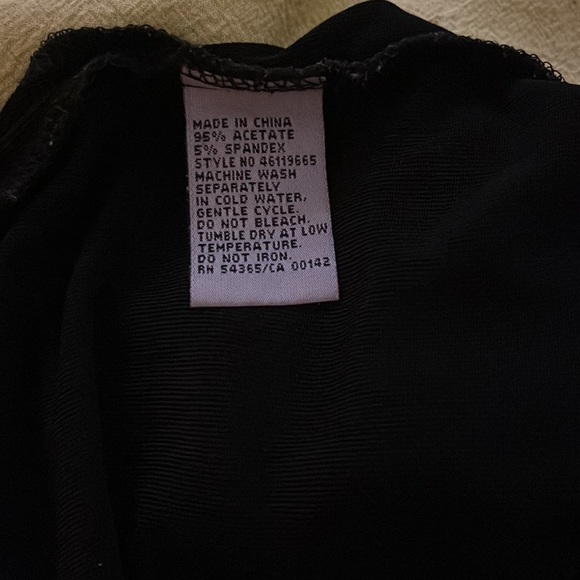 MADE IN CHINA
95% ACETATE
5% SPANDEX
STYLE NO 46119665
MACHINE WASH
SEPARATELY
IN COLD WATER,
GENTLE CYCLE.
DO NOT BLEACH.
TUMBLE DRY AT LOW
TEMPERATURE.
DO NOT IRON.
RN 54365/CA 00142